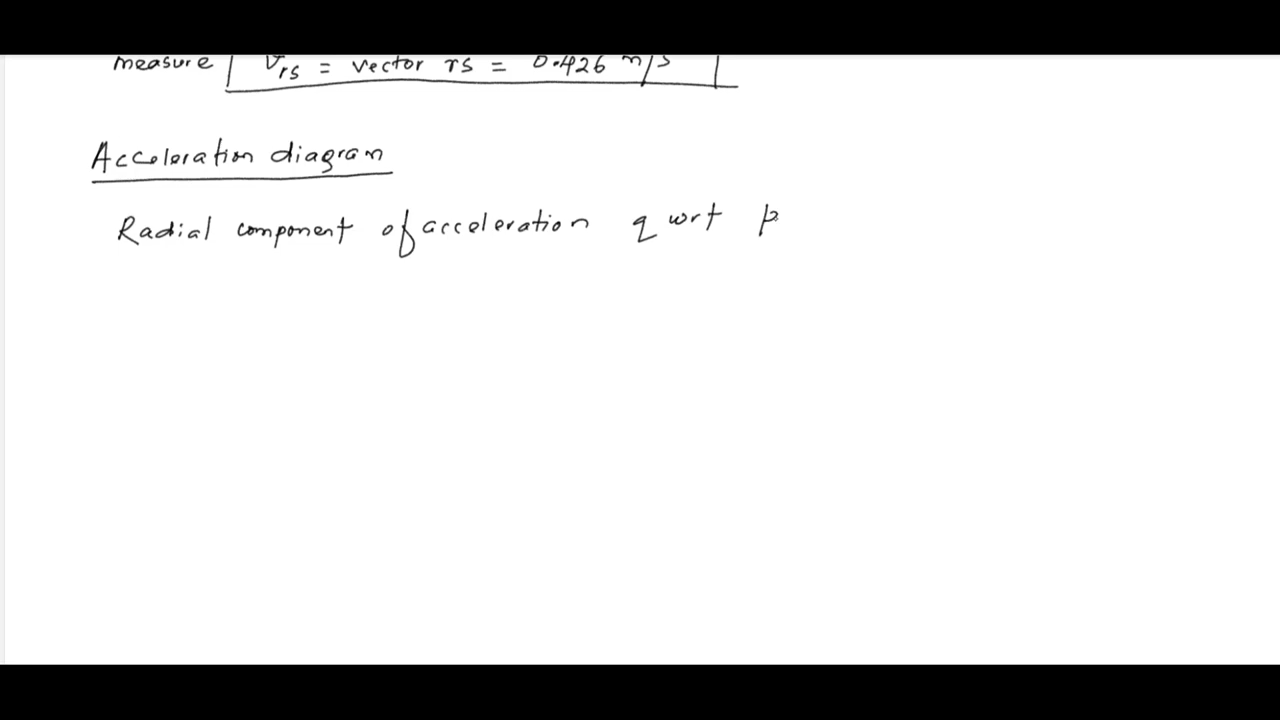 measure V_rs = vector rs = 0.426 m/s
Acceleration diagram
Radial component of acceleration q wrt p